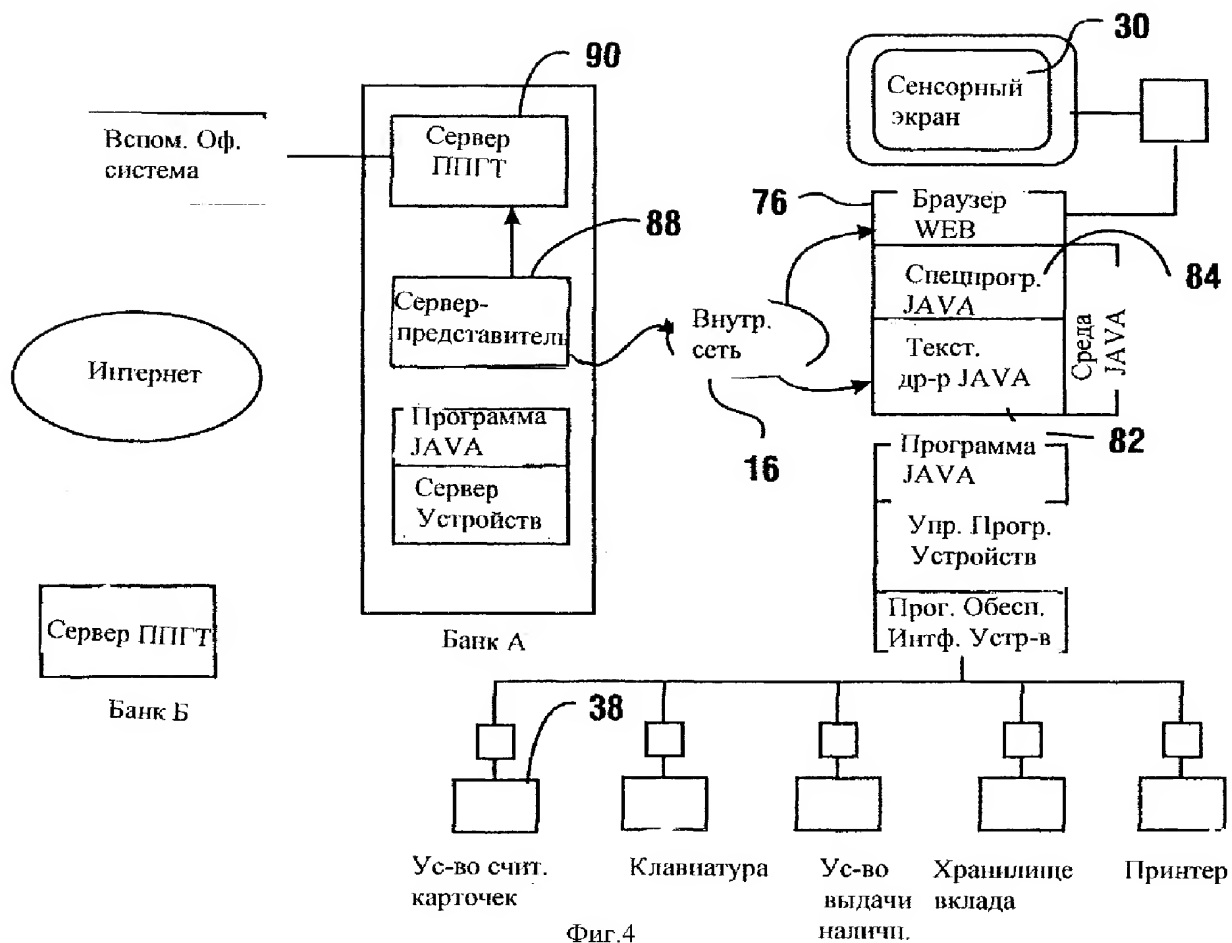 90
30
Сенсорный
экран
Вспом. Оф.
система
Сервер
ППГТ
76
Браузер
WEB
88
84
Спецпрогр.
JAVA
Сервер-
представитель
Внутр.
сеть
Текст.
др-р JAVA
Среда
JAVA
Интернет
82
16
Программа
JAVA
Сервер
Устройств
Программа
JAVA
Упр. Прогр.
Устройств
Прог. Обесп.
Интф. Устр-в
Сервер ППГТ
Банк А
Банк Б
38
Ус-во счит.
карточек
Клавиатура
Ус-во
выдачи
наличн.
Хранилище
вклада
Принтер
Фиг.4